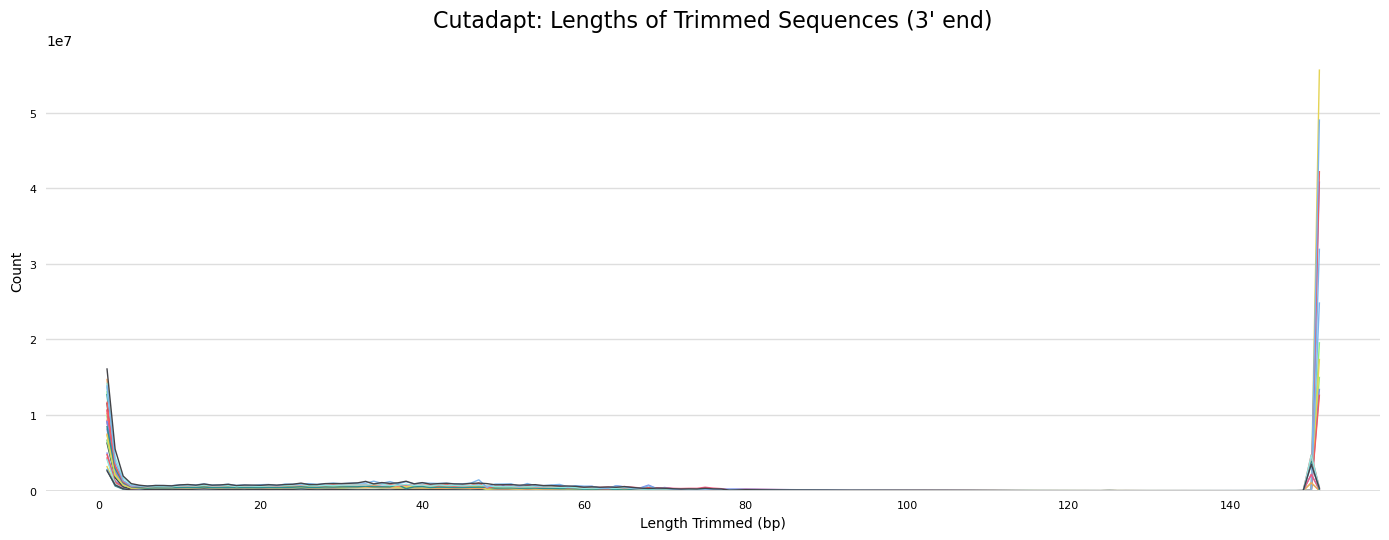 Cutadapt: Lengths of Trimmed Sequences (3' end)
1e7
5
4
3
2
1
0
Count
0 20 40 60 80 100 120 140
Length Trimmed (bp)